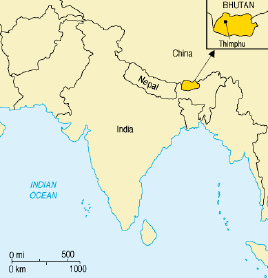 BHUTAN
Thimphu
China
Nepal
India
INDIAN
OCEAN
0 mi 500
0 km 1000